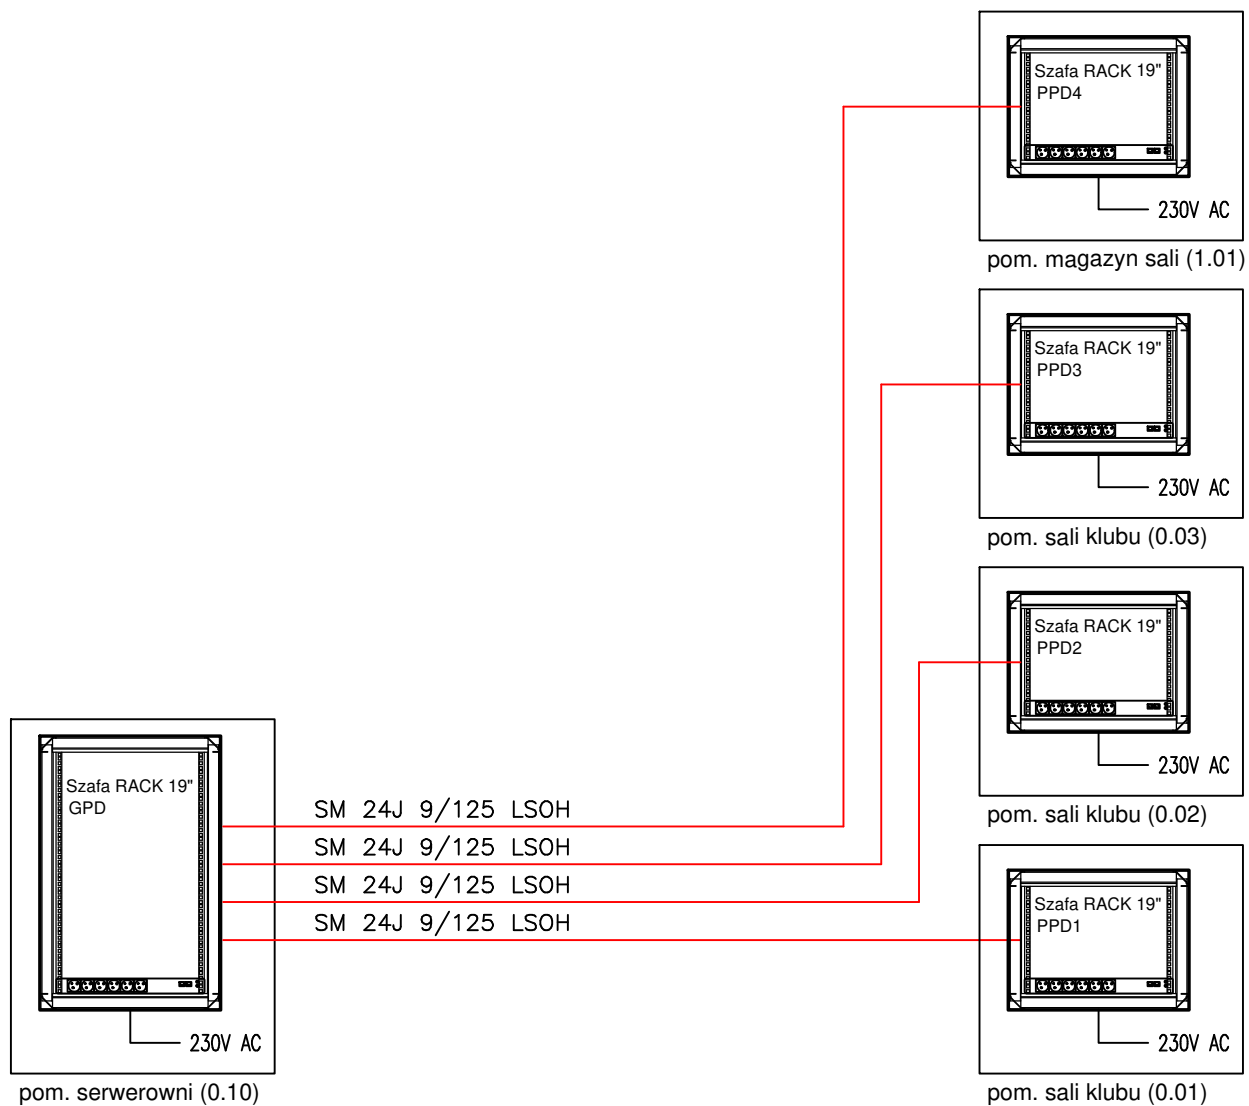 Szafa RACK 19"
PPD4
230V AC
pom. magazyn sali (1.01)
Szafa RACK 19"
PPD3
230V AC
pom. sali klubu (0.03)
Szafa RACK 19"
PPD2
230V AC
pom. sali klubu (0.02)
Szafa RACK 19"
GPD
SM 24J 9/125 LSOH
SM 24J 9/125 LSOH
SM 24J 9/125 LSOH
SM 24J 9/125 LSOH
230V AC
pom. serwerowni (0.10)
Szafa RACK 19"
PPD1
230V AC
pom. sali klubu (0.01)